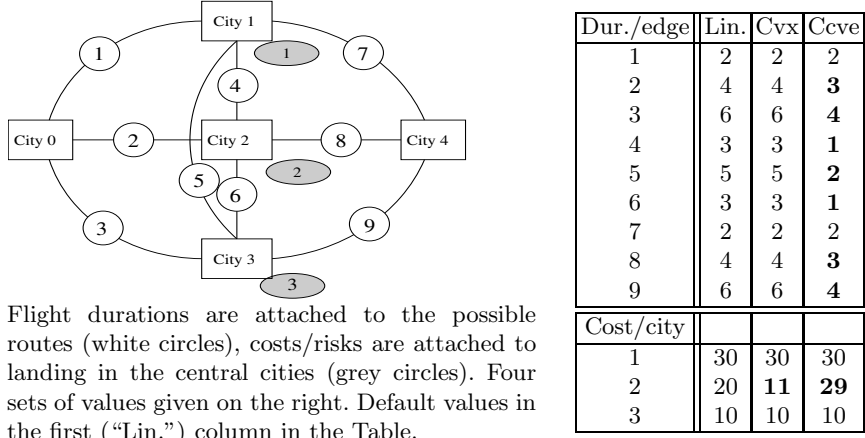 City 1
1
7
1
4
City 0
2
City 2
8
City 4
2
5
6
3
9
City 3
3
Flight durations are attached to the possible
routes (white circles), costs/risks are attached to
landing in the central cities (grey circles). Four
sets of values given on the right. Default values in
the first ("Lin.") column in the Table.
Dur./edge Lin. Cvx Ccve
1 2 2 2
2 4 4 3
3 6 6 4
4 3 3 1
5 5 5 2
6 3 3 1
7 2 2 2
8 4 4 3
9 6 6 4
Cost/city
1 30 30 30
2 20 11 29
3 10 10 10